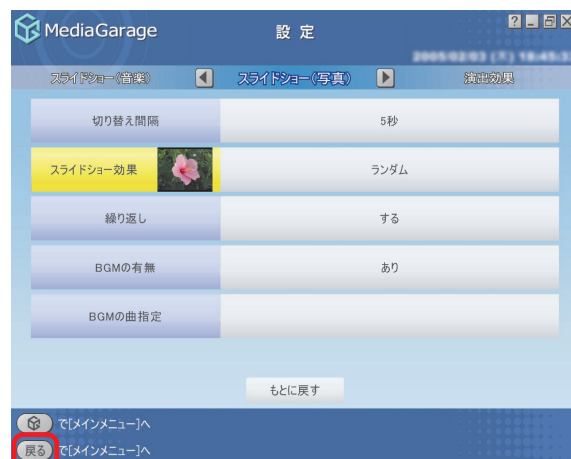 MediaGarage
設 定
2005/02/03 (木) 18:45:3
スライドショー(音楽) スライドショー(写真) 演出効果
切り替え間隔 5秒
スライドショー効果 ランダム
繰り返し する
BGMの有無 あり
BGMの曲指定
もとに戻す
で[メインメニュー]へ
戻る で[メインメニュー]へ